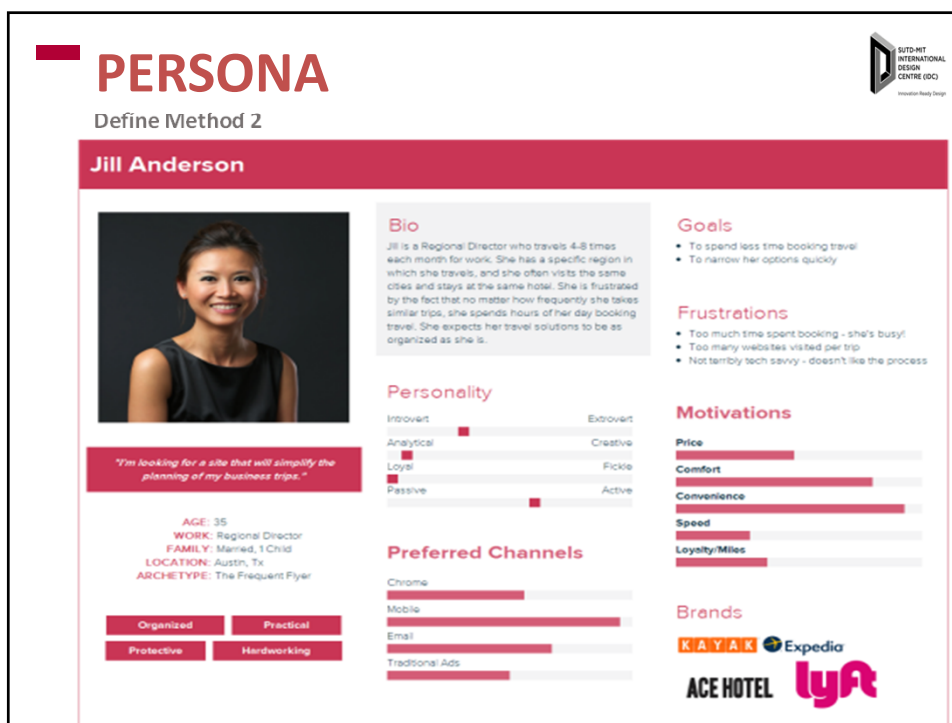 PERSONA
Define Method 2
SUTD-MIT
INTERNATIONAL
DESIGN
CENTRE (IDC)
Innovation Ready Design
Jill Anderson
"I'm looking for a site that will simplify the
planning of my business trips."
AGE: 35
WORK: Regional Director
FAMILY: Married, 1 Child
LOCATION: Austin, Tx
ARCHETYPE: The Frequent Flyer
Organized
Practical
Protective
Hardworking
Bio
Jill is a Regional Director who travels 4-8 times
each month for work. She has a specific region in
which she travels, and she often visits the same
cities and stays at the same hotel. She is frustrated
by the fact that no matter how frequently she takes
similar trips, she spends hours of her day booking
travel. She expects her travel solutions to be as
organized as she is.
Personality
Introvert Extrovert
Analytical Creative
Loyal Fickle
Passive Active
Preferred Channels
Chrome
Mobile
Email
Traditional Ads
Goals
• To spend less time booking travel
• To narrow her options quickly
Frustrations
• Too much time spent booking - she's busy!
• Too many websites visited per trip
• Not terribly tech savvy - doesn't like the process
Motivations
Price
Comfort
Convenience
Speed
Loyalty/Miles
Brands
KAYAK Expedia
ACE HOTEL lyft